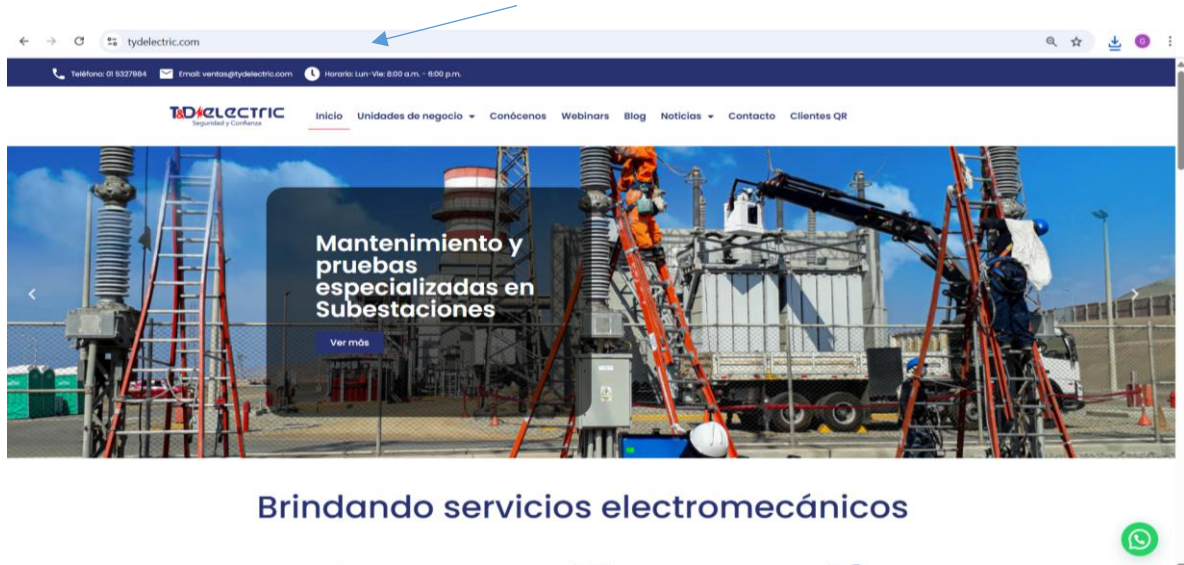 tydelectric.com
G
Teléfono: 01 5327984 Email: ventas@tydelectric.com Horario: Lun-Vie: 8:00 a.m. - 6:00 p.m.
T&D ELECTRIC
Seguridad y Confianza
Inicio Unidades de negocio Conócenos Webinars Blog Noticias Contacto Clientes QR
Mantenimiento y
pruebas
especializadas en
Subestaciones
Ver más
Brindando servicios electromecánicos